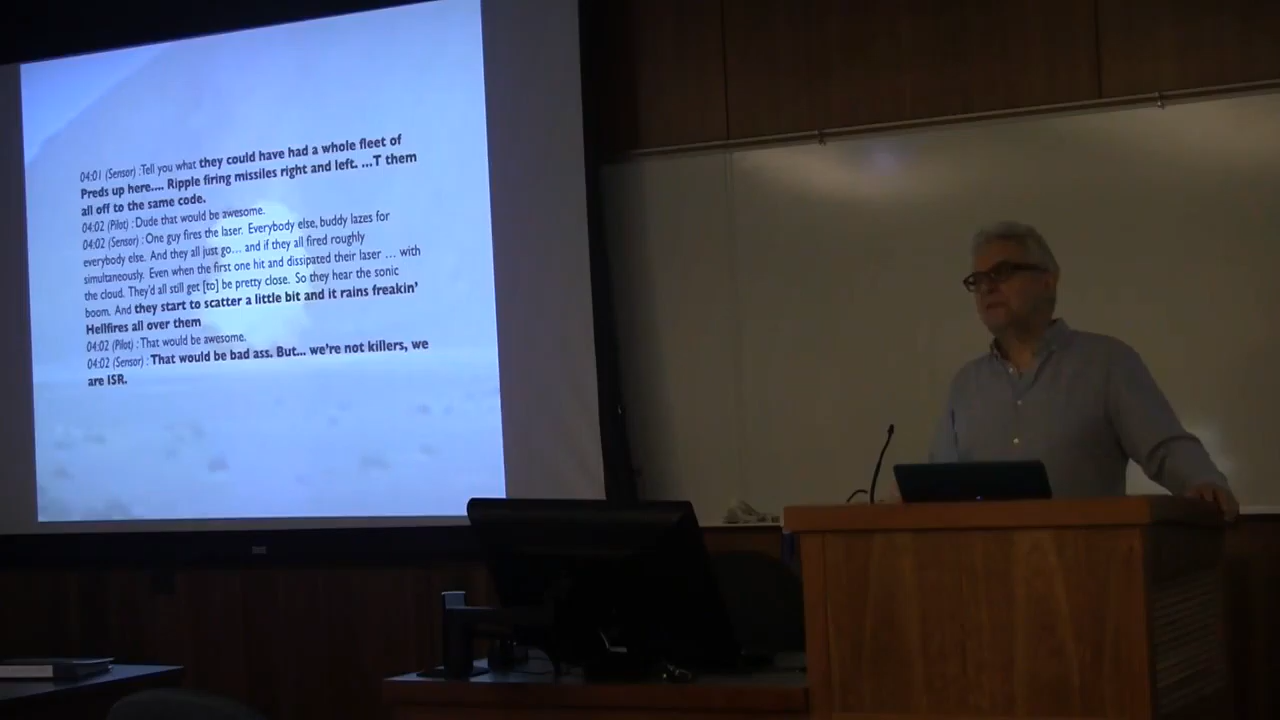 04:01 (Sensor) :Tell you what they could have had a whole fleet of
Preds up here.... Ripple firing missiles right and left. ...T them
all off to the same code.
04:02 (Pilot) : Dude that would be awesome.
04:02 (Sensor) : One guy fires the laser. Everybody else, buddy lazes for
everybody else. And they all just go... and if they all fired roughly
simultaneously. Even when the first one hit and dissipated their laser ... with
the cloud. They'd all still get [to] be pretty close. So they hear the sonic
boom. And they start to scatter a little bit and it rains freakin'
Hellfires all over them
04:02 (Pilot) : That would be awesome.
04:02 (Sensor) : That would be bad ass. But... we're not killers, we
are ISR.